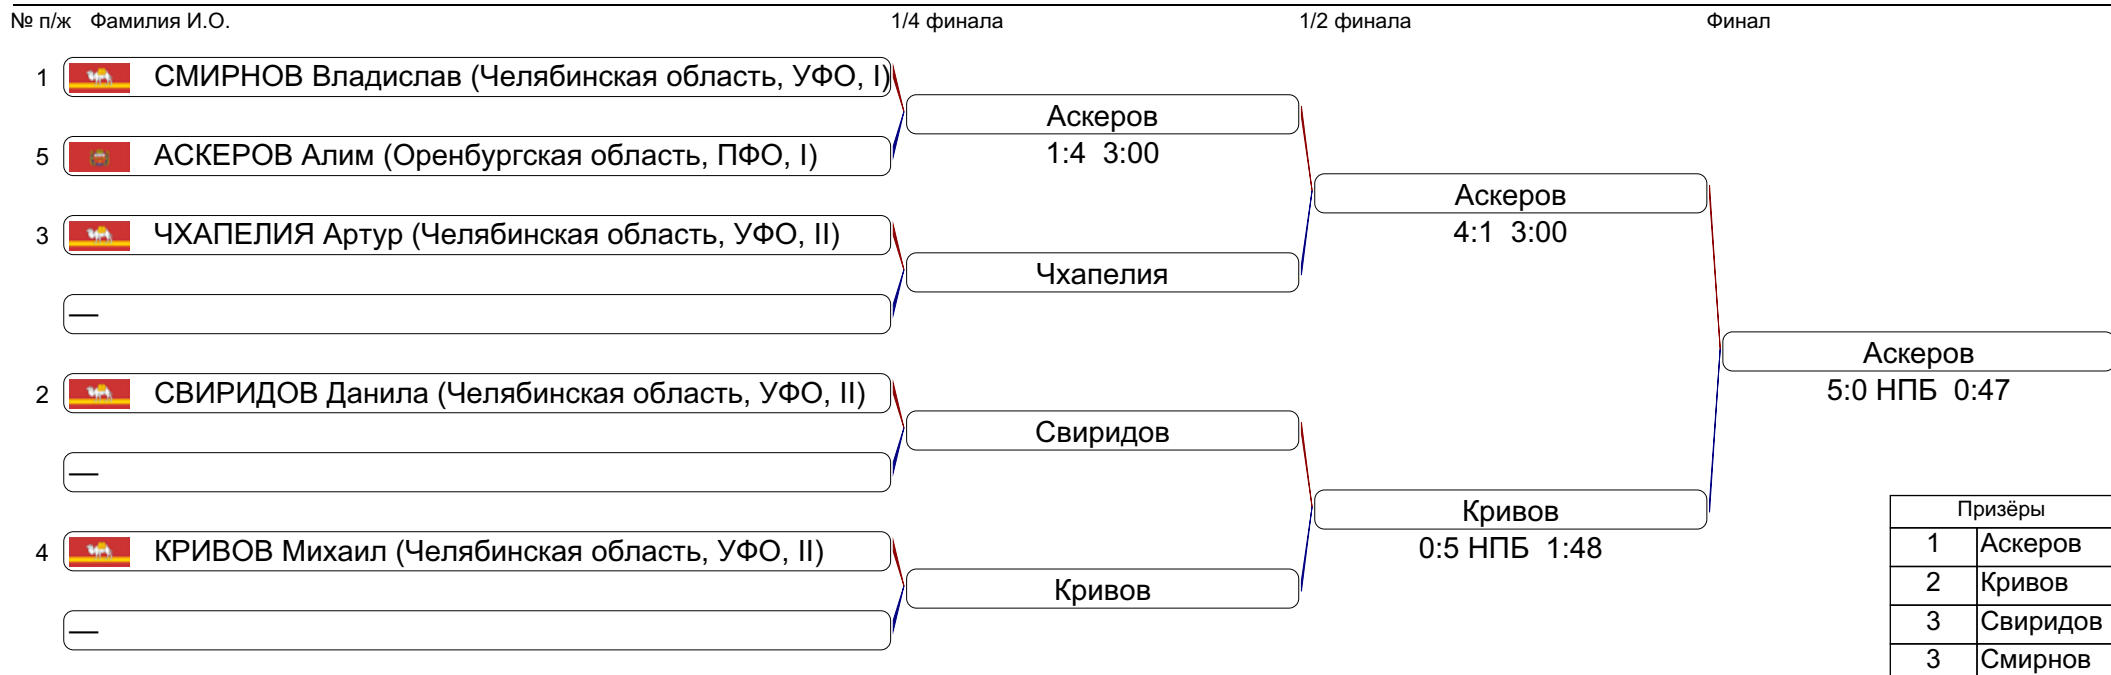 № п/ж Фамилия И.О. 1/4 финала 1/2 финала Финал
1 СМИРНОВ Владислав (Челябинская область, УФО, I)
Аскеров
1:4 3:00
5 АСКЕРОВ Алим (Оренбургская область, ПФО, I)
Аскеров
4:1 3:00
3 ЧХАПЕЛИЯ Артур (Челябинская область, УФО, II)
Чхапелия
—
Аскеров
5:0 НПБ 0:47
2 СВИРИДОВ Данила (Челябинская область, УФО, II)
Свиридов
—
Кривов
0:5 НПБ 1:48
4 КРИВОВ Михаил (Челябинская область, УФО, II)
Кривов
—
Призёры
1 Аскеров
2 Кривов
3 Свиридов
3 Смирнов